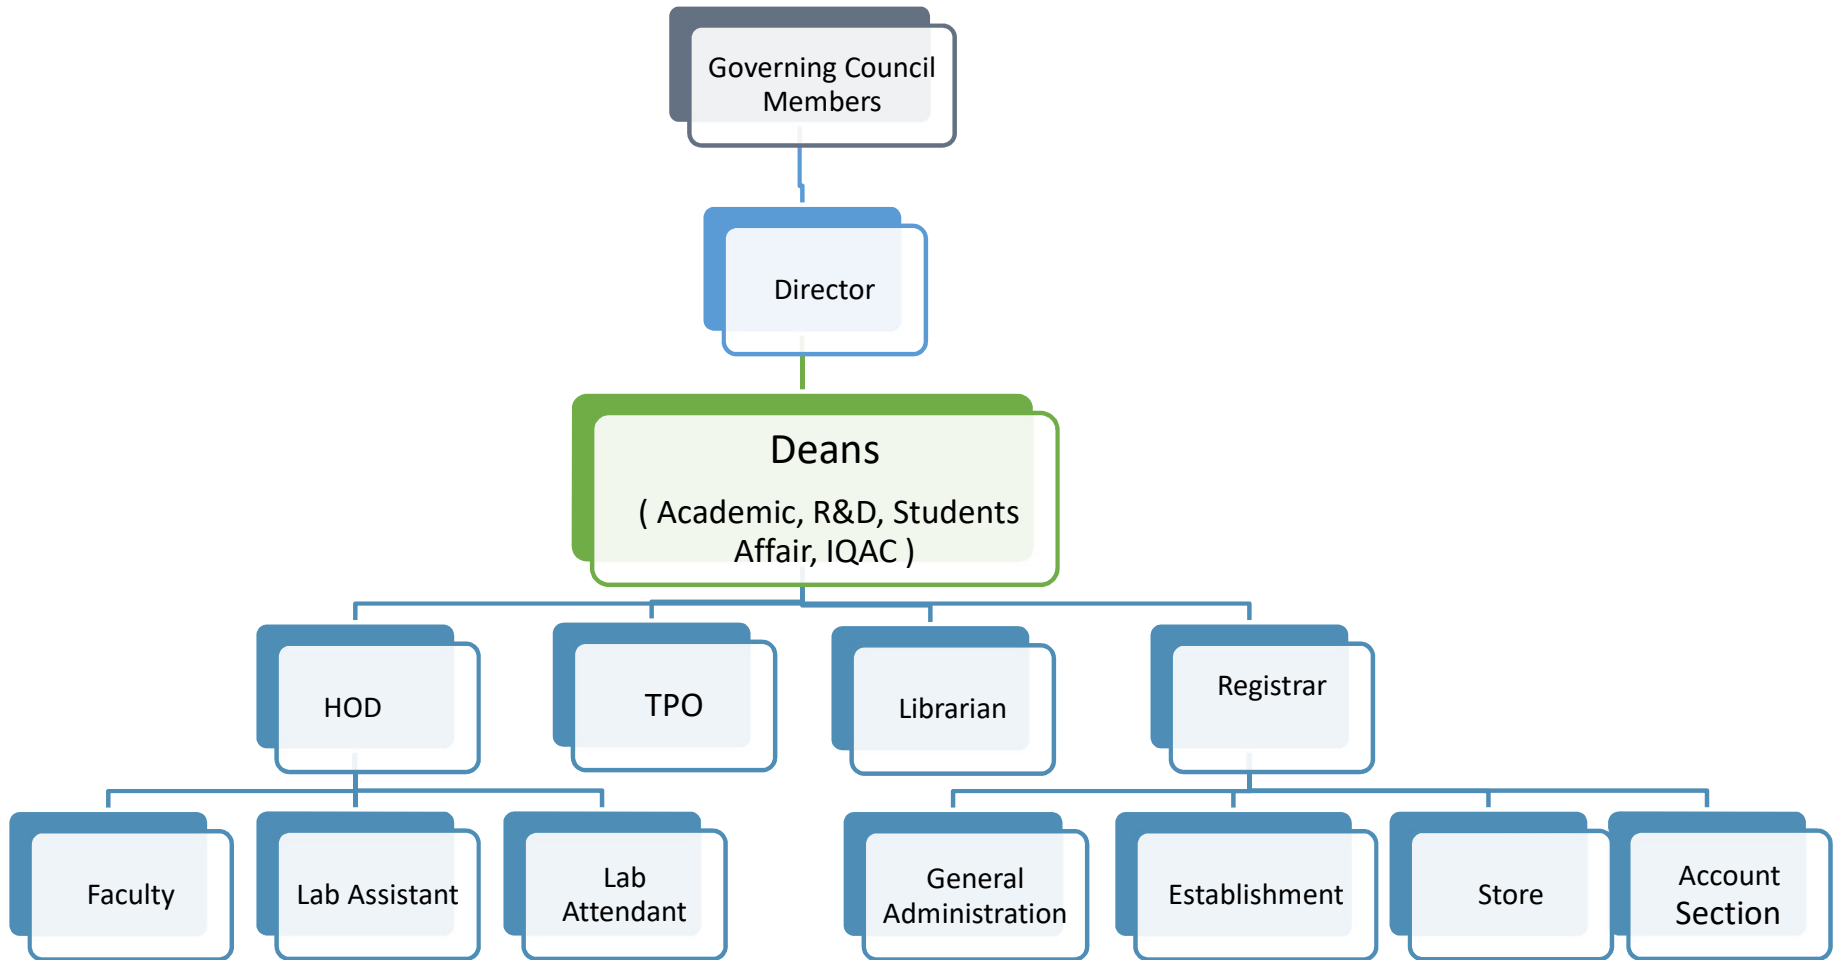 Governing Council
Members
Director
Deans
( Academic, R&D, Students
Affair, IQAC )
HOD
TPO
Librarian
Registrar
Faculty
Lab Assistant
Lab
Attendant
General
Administration
Establishment
Store
Account
Section